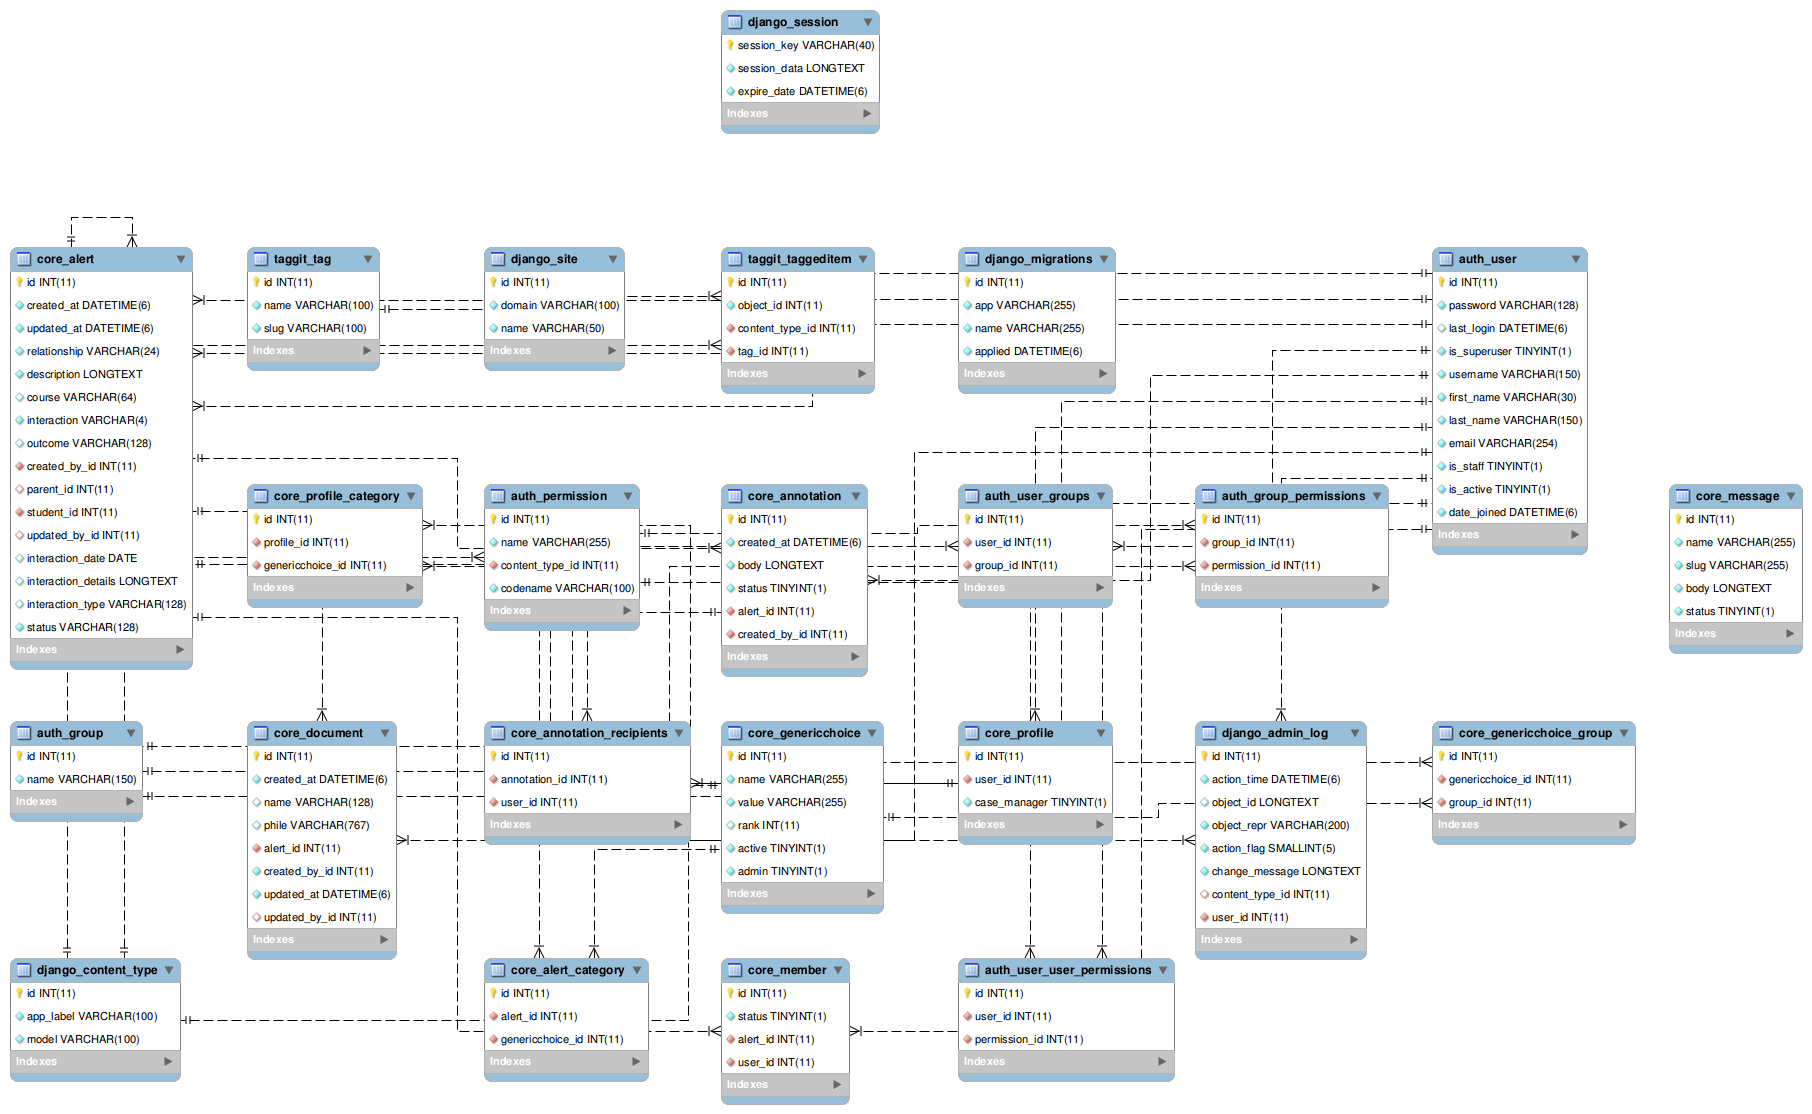 django_session
session_key VARCHAR(40)
session_data LONGTEXT
expire_date DATETIME(6)
Indexes
core_alert
id INT(11)
created_at DATETIME(6)
updated_at DATETIME(6)
relationship VARCHAR(24)
description LONGTEXT
course VARCHAR(64)
interaction VARCHAR(4)
outcome VARCHAR(128)
created_by_id INT(11)
parent_id INT(11)
student_id INT(11)
updated_by_id INT(11)
interaction_date DATE
interaction_details LONGTEXT
interaction_type VARCHAR(128)
status VARCHAR(128)
Indexes
taggit_tag
id INT(11)
name VARCHAR(100)
slug VARCHAR(100)
Indexes
django_site
id INT(11)
domain VARCHAR(100)
name VARCHAR(50)
Indexes
taggit_taggeditem
id INT(11)
object_id INT(11)
content_type_id INT(11)
tag_id INT(11)
Indexes
django_migrations
id INT(11)
app VARCHAR(255)
name VARCHAR(255)
applied DATETIME(6)
Indexes
auth_user
id INT(11)
password VARCHAR(128)
last_login DATETIME(6)
is_superuser TINYINT(1)
username VARCHAR(150)
first_name VARCHAR(30)
last_name VARCHAR(150)
email VARCHAR(254)
is_staff TINYINT(1)
is_active TINYINT(1)
date_joined DATETIME(6)
Indexes
core_profile_category
id INT(11)
profile_id INT(11)
genericchoice_id INT(11)
Indexes
auth_permission
id INT(11)
name VARCHAR(255)
content_type_id INT(11)
codename VARCHAR(100)
Indexes
core_annotation
id INT(11)
created_at DATETIME(6)
body LONGTEXT
status TINYINT(1)
alert_id INT(11)
created_by_id INT(11)
Indexes
auth_user_groups
id INT(11)
user_id INT(11)
group_id INT(11)
Indexes
auth_group_permissions
id INT(11)
group_id INT(11)
permission_id INT(11)
Indexes
core_message
id INT(11)
name VARCHAR(255)
slug VARCHAR(255)
body LONGTEXT
status TINYINT(1)
Indexes
auth_group
id INT(11)
name VARCHAR(150)
Indexes
core_document
id INT(11)
created_at DATETIME(6)
name VARCHAR(128)
phile VARCHAR(767)
alert_id INT(11)
created_by_id INT(11)
updated_at DATETIME(6)
updated_by_id INT(11)
Indexes
core_annotation_recipients
id INT(11)
annotation_id INT(11)
user_id INT(11)
Indexes
core_genericchoice
id INT(11)
name VARCHAR(255)
value VARCHAR(255)
rank INT(11)
active TINYINT(1)
admin TINYINT(1)
Indexes
core_profile
id INT(11)
user_id INT(11)
case_manager TINYINT(1)
Indexes
django_admin_log
id INT(11)
action_time DATETIME(6)
object_id LONGTEXT
object_repr VARCHAR(200)
action_flag SMALLINT(5)
change_message LONGTEXT
content_type_id INT(11)
user_id INT(11)
Indexes
core_genericchoice_group
id INT(11)
genericchoice_id INT(11)
group_id INT(11)
Indexes
django_content_type
id INT(11)
app_label VARCHAR(100)
model VARCHAR(100)
Indexes
core_alert_category
id INT(11)
alert_id INT(11)
genericchoice_id INT(11)
Indexes
core_member
id INT(11)
status TINYINT(1)
alert_id INT(11)
user_id INT(11)
Indexes
auth_user_user_permissions
id INT(11)
user_id INT(11)
permission_id INT(11)
Indexes